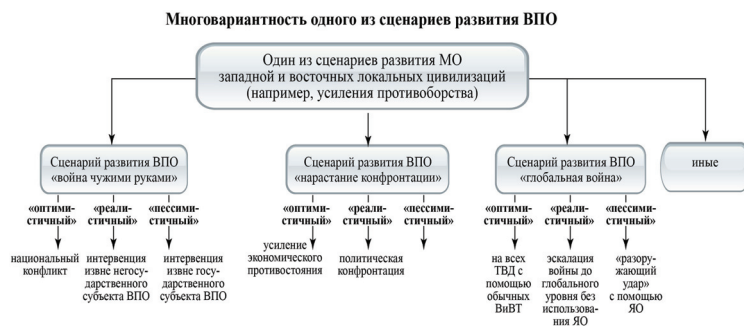 Многовариантность одного из сценариев развития ВПО
Один из сценариев развития МО
западной и восточных локальных цивилизаций
(например, усиления противоборства)
Сценарий развития ВПО
«война чужими руками»
Сценарий развития ВПО
«нарастание конфронтации»
Сценарий развития ВПО
«глобальная война»
иные
«оптими-
стичный»
«реали-
стичный»
«пессими-
стичный»
«оптими-
стичный»
«реали-
стичный»
«пессими-
стичный»
«оптими-
стичный»
«реали-
стичный»
«пессими-
стичный»
национальный
конфликт
интервенция
извне негосу-
дарственного
субъекта ВПО
интервенция
извне госу-
дарственного
субъекта ВПО
усиление
экономического
противостояния
политическая
конфронтация
на всех
ТВД с
помощью
обычных
ВиВТ
эскалация
войны до
глобального
уровня без
использова-
ния ЯО
«разору-
жающий
удар»
с помощью
ЯО